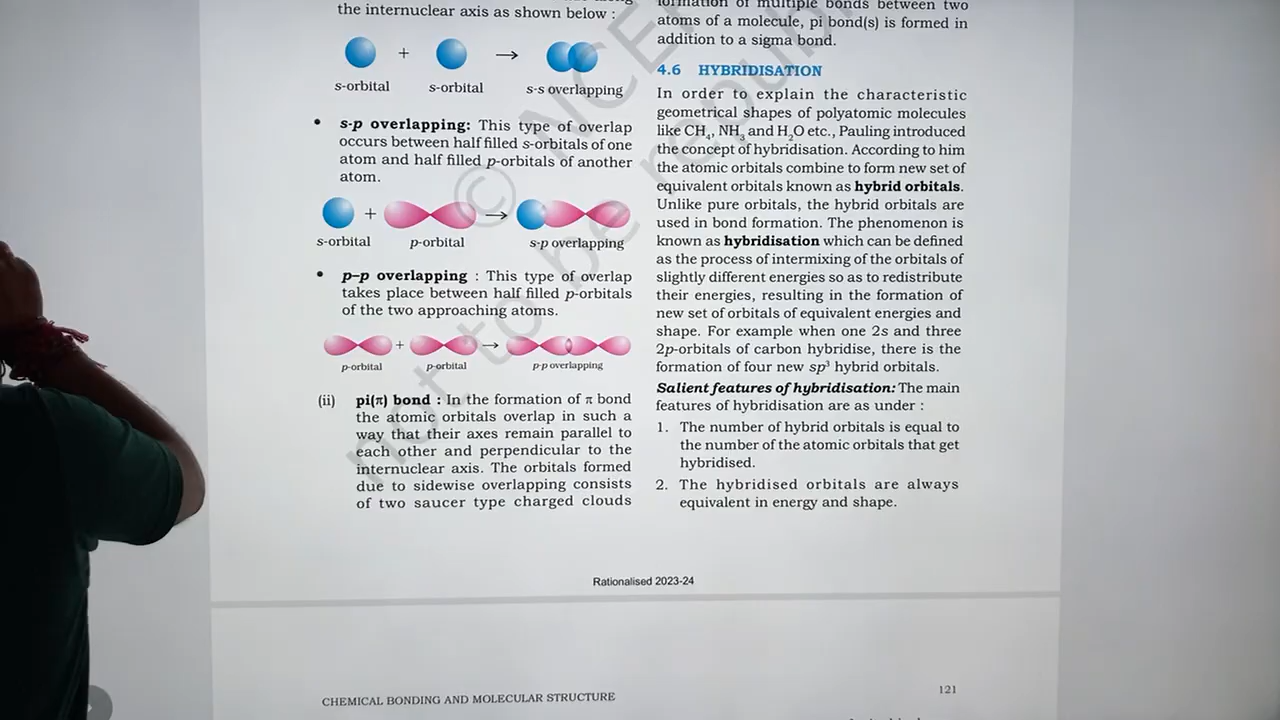 the internuclear axis as shown below :
+ →
s-orbital s-orbital s-s overlapping
• s-p overlapping: This type of overlap
occurs between half filled s-orbitals of one
atom and half filled p-orbitals of another
atom.
+ →
s-orbital p-orbital s-p overlapping
• p–p overlapping : This type of overlap
takes place between half filled p-orbitals
of the two approaching atoms.
+ →
p-orbital p-orbital p-p overlapping
(ii) pi(π) bond : In the formation of π bond
the atomic orbitals overlap in such a
way that their axes remain parallel to
each other and perpendicular to the
internuclear axis. The orbitals formed
due to sidewise overlapping consists
of two saucer type charged clouds
formation of multiple bonds between two
atoms of a molecule, pi bond(s) is formed in
addition to a sigma bond.
4.6 HYBRIDISATION
In order to explain the characteristic
geometrical shapes of polyatomic molecules
like CH₄, NH₃ and H₂O etc., Pauling introduced
the concept of hybridisation. According to him
the atomic orbitals combine to form new set of
equivalent orbitals known as hybrid orbitals.
Unlike pure orbitals, the hybrid orbitals are
used in bond formation. The phenomenon is
known as hybridisation which can be defined
as the process of intermixing of the orbitals of
slightly different energies so as to redistribute
their energies, resulting in the formation of
new set of orbitals of equivalent energies and
shape. For example when one 2s and three
2p-orbitals of carbon hybridise, there is the
formation of four new sp³ hybrid orbitals.
Salient features of hybridisation: The main
features of hybridisation are as under :
1. The number of hybrid orbitals is equal to
the number of the atomic orbitals that get
hybridised.
2. The hybridised orbitals are always
equivalent in energy and shape.
© NCE
not to be republ
Rationalised 2023-24
CHEMICAL BONDING AND MOLECULAR STRUCTURE 121